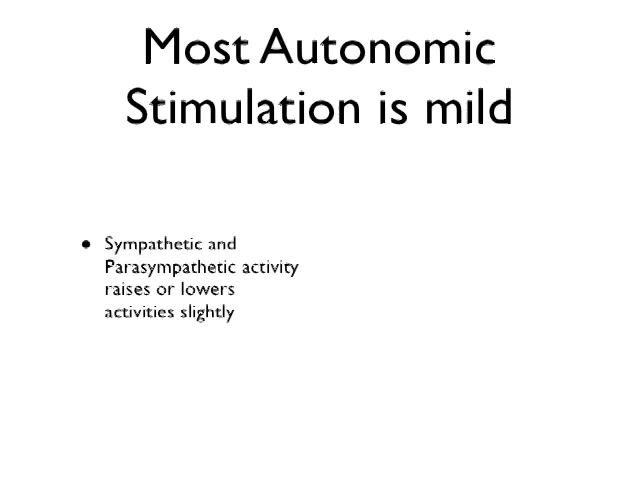 Most Autonomic
Stimulation is mild
• Sympathetic and
Parasympathetic activity
raises or lowers
activities slightly